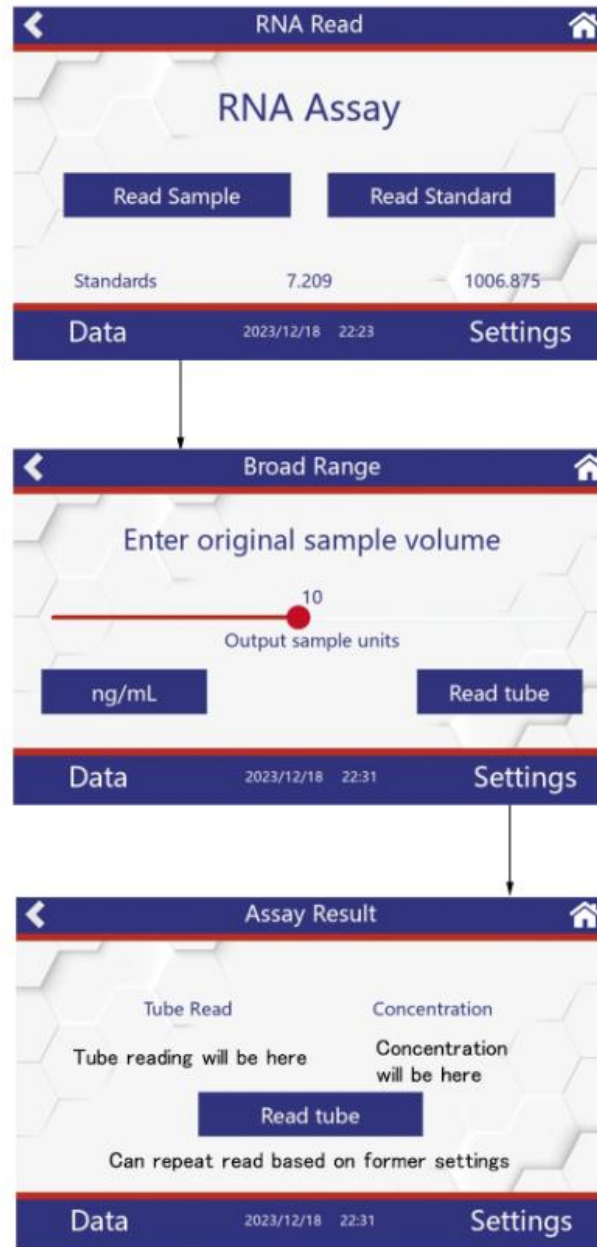 RNA Read
RNA Assay
Read Sample Read Standard
Standards 7.209 1006.875
Data 2023/12/18 22:23 Settings
Broad Range
Enter original sample volume
10
Output sample units
ng/mL Read tube
Data 2023/12/18 22:31 Settings
Assay Result
Tube Read Concentration
Tube reading will be here Concentration
will be here
Read tube
Can repeat read based on former settings
Data 2023/12/18 22:31 Settings